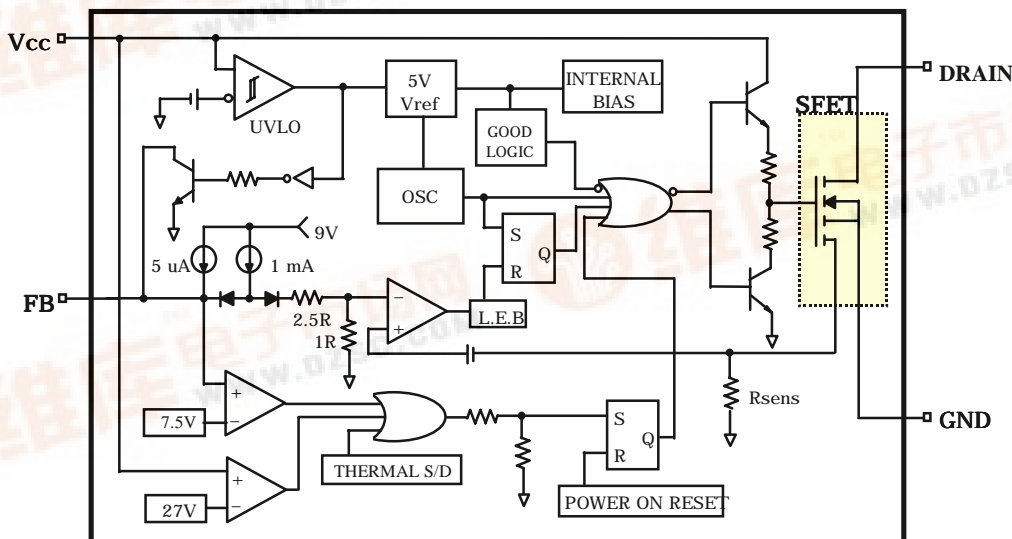 Vcc
DRAIN
5V
Vref
INTERNAL
BIAS
SFET
UVLO
GOOD
LOGIC
OSC
9V
S
Q
R
5 uA
1 mA
FB
2.5R
1R
−
+
L.E.B
Rsens
+
−
7.5V
S
Q
R
GND
THERMAL S/D
+
−
27V
POWER ON RESET